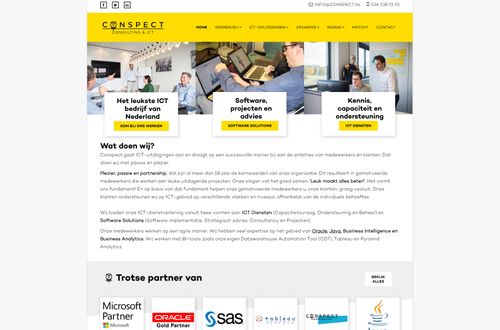 INFO@CONSPECT.NL 036 538 72 92
CONSPECT
CONSULTING & ICT
HOME WERKEN BIJ ICT-OPLOSSINGEN ERVARING KENNIS MATCHT CONTACT
Het leukste ICT
bedrijf van
Nederland
KOM BIJ ONS WERKEN
Software,
projecten en
advies
SOFTWARE SOLUTIONS
Kennis,
capaciteit en
ondersteuning
ICT DIENSTEN
Wat doen wij?
Conspect gaat ICT-uitdagingen aan en draagt op een succesvolle manier bij aan de ambities van medewerkers en klanten. Dat
doen wij met passie en plezier.
Plezier, passie en partnership, dat zijn al meer dan 18 jaar de kernwaarden van onze organisatie. Dit resulteert in gemotiveerde
medewerkers die werken aan leuke uitdagende projecten. Onze slogan van het goed samen 'Leuk maakt alles beter!'. Het vormt
ons fundament! En op basis van dat fundament helpen onze gemotiveerde medewerkers u, onze klanten, graag vooruit. Onze
klanten ondersteunen wij op ICT-gebied op verschillende vlakken en niveaus, afhankelijk van de individuele behoeftes.
Wij bieden onze ICT-dienstverlening vanuit twee vormen aan; ICT Diensten (Capaciteitsvraag, Ondersteuning en Beheer) en
Software Solutions (Software implementatie, Strategisch advies, Consultancy en Projecten).
Onze medewerkers werken op een agile manier. Wij hebben veel expertise op het gebied van Oracle, Java, Business Intelligence en
Business Analytics. Wij werken met BI-tools zoals onze eigen Datawarehouse Automation Tool (CDT), Tableau en Pyramid
Analytics.
Trotse partner van
BEKIJK
ALLES
Microsoft
Partner
Microsoft
ORACLE
Gold Partner
sas
tableau
CONSPECT
Java